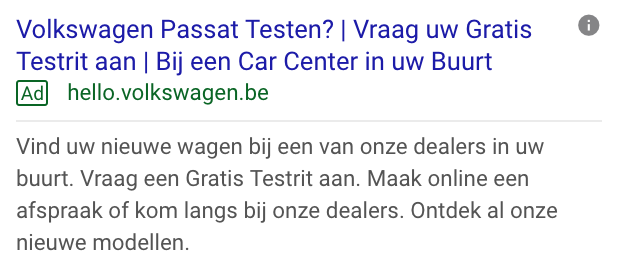 Volkswagen Passat Testen? | Vraag uw Gratis
Testrit aan | Bij een Car Center in uw Buurt
Ad hello.volkswagen.be
Vind uw nieuwe wagen bij een van onze dealers in uw
buurt. Vraag een Gratis Testrit aan. Maak online een
afspraak of kom langs bij onze dealers. Ontdek al onze
nieuwe modellen.